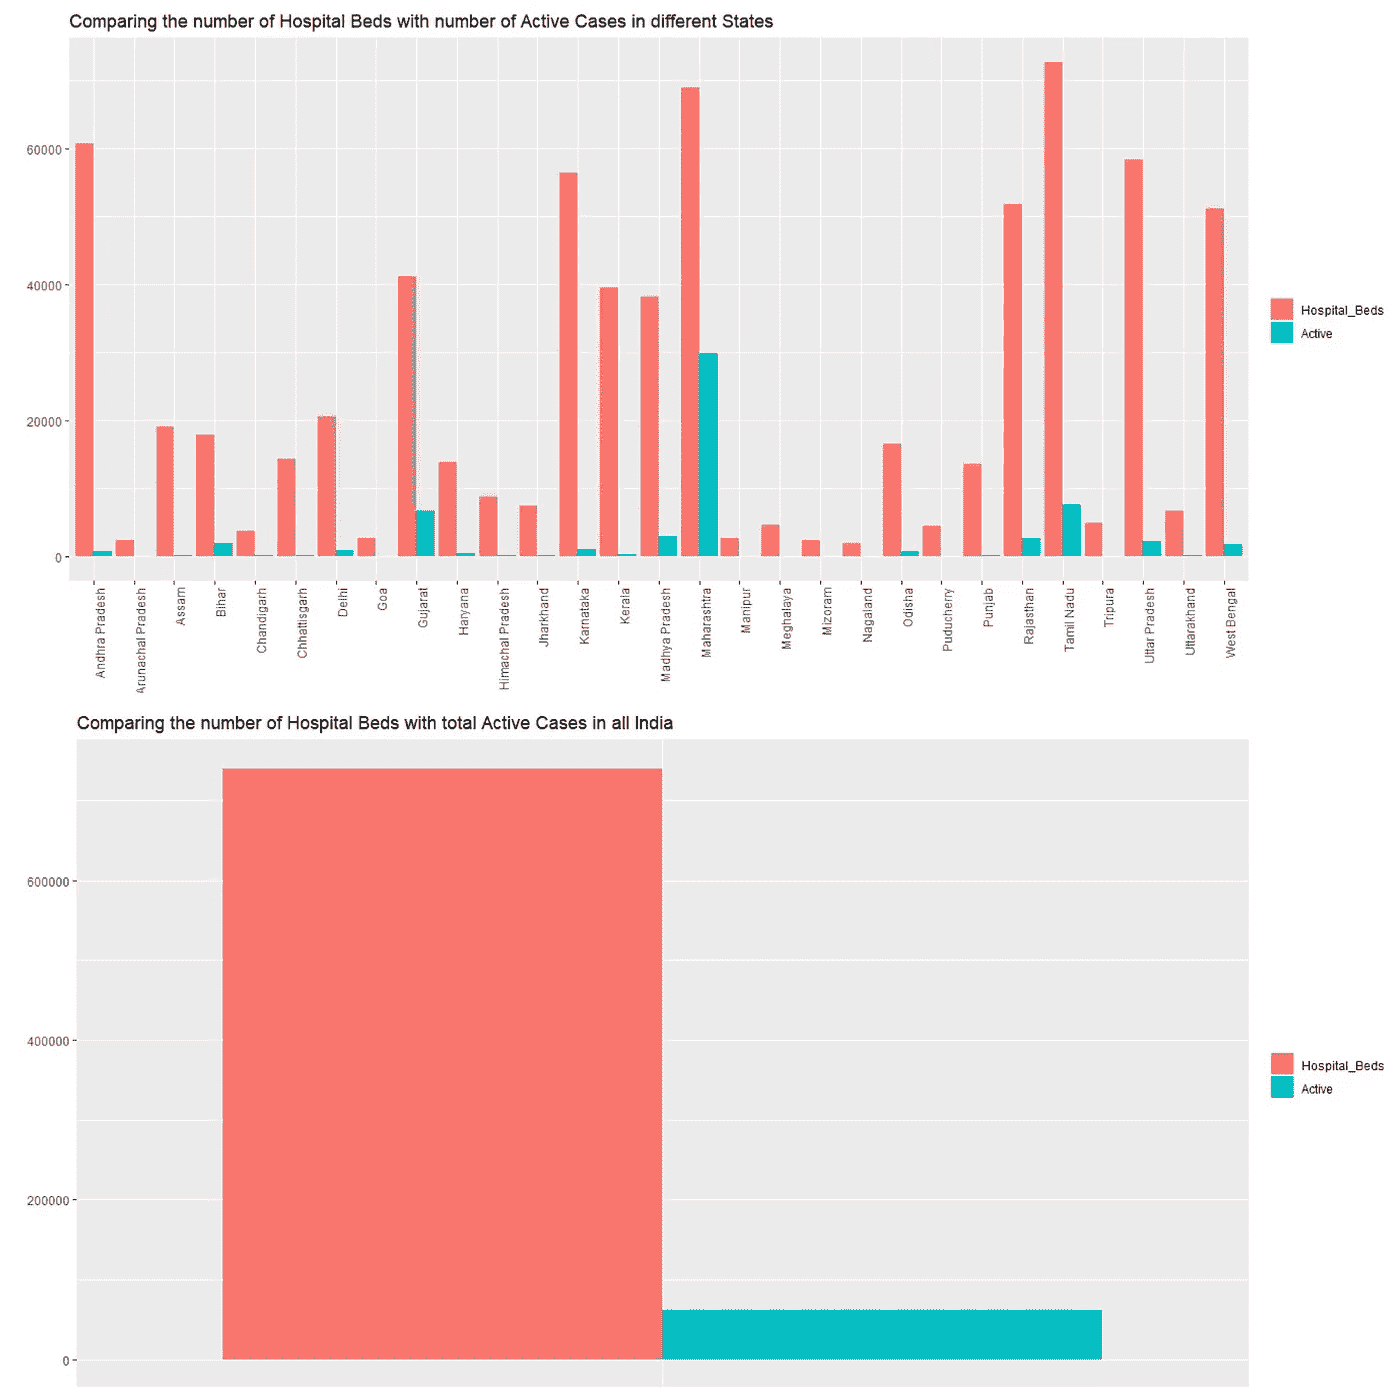 Comparing the number of Hospital Beds with number of Active Cases in different States
60000
40000
20000
0
Hospital_Beds
Active
Andhra Pradesh
Arunachal Pradesh
Assam
Bihar
Chandigarh
Chhattisgarh
Delhi
Goa
Gujarat
Haryana
Himachal Pradesh
Jharkhand
Karnataka
Kerala
Madhya Pradesh
Maharashtra
Manipur
Meghalaya
Mizoram
Nagaland
Odisha
Puducherry
Punjab
Rajasthan
Tamil Nadu
Tripura
Uttar Pradesh
Uttarakhand
West Bengal
Comparing the number of Hospital Beds with total Active Cases in all India
600000
400000
200000
0
Hospital_Beds
Active